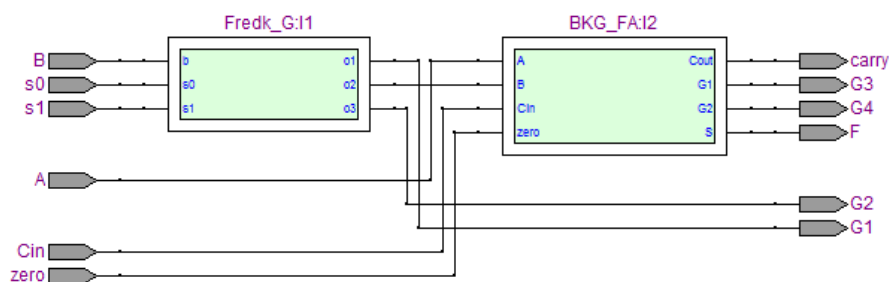 Fredk_G:I1
BKG_FA:I2
B b o1 A Cout carry
s0 s0 o2 B G1 G3
s1 s1 o3 Cin G2 G4
zero S F
A
G2
G1
Cin
zero